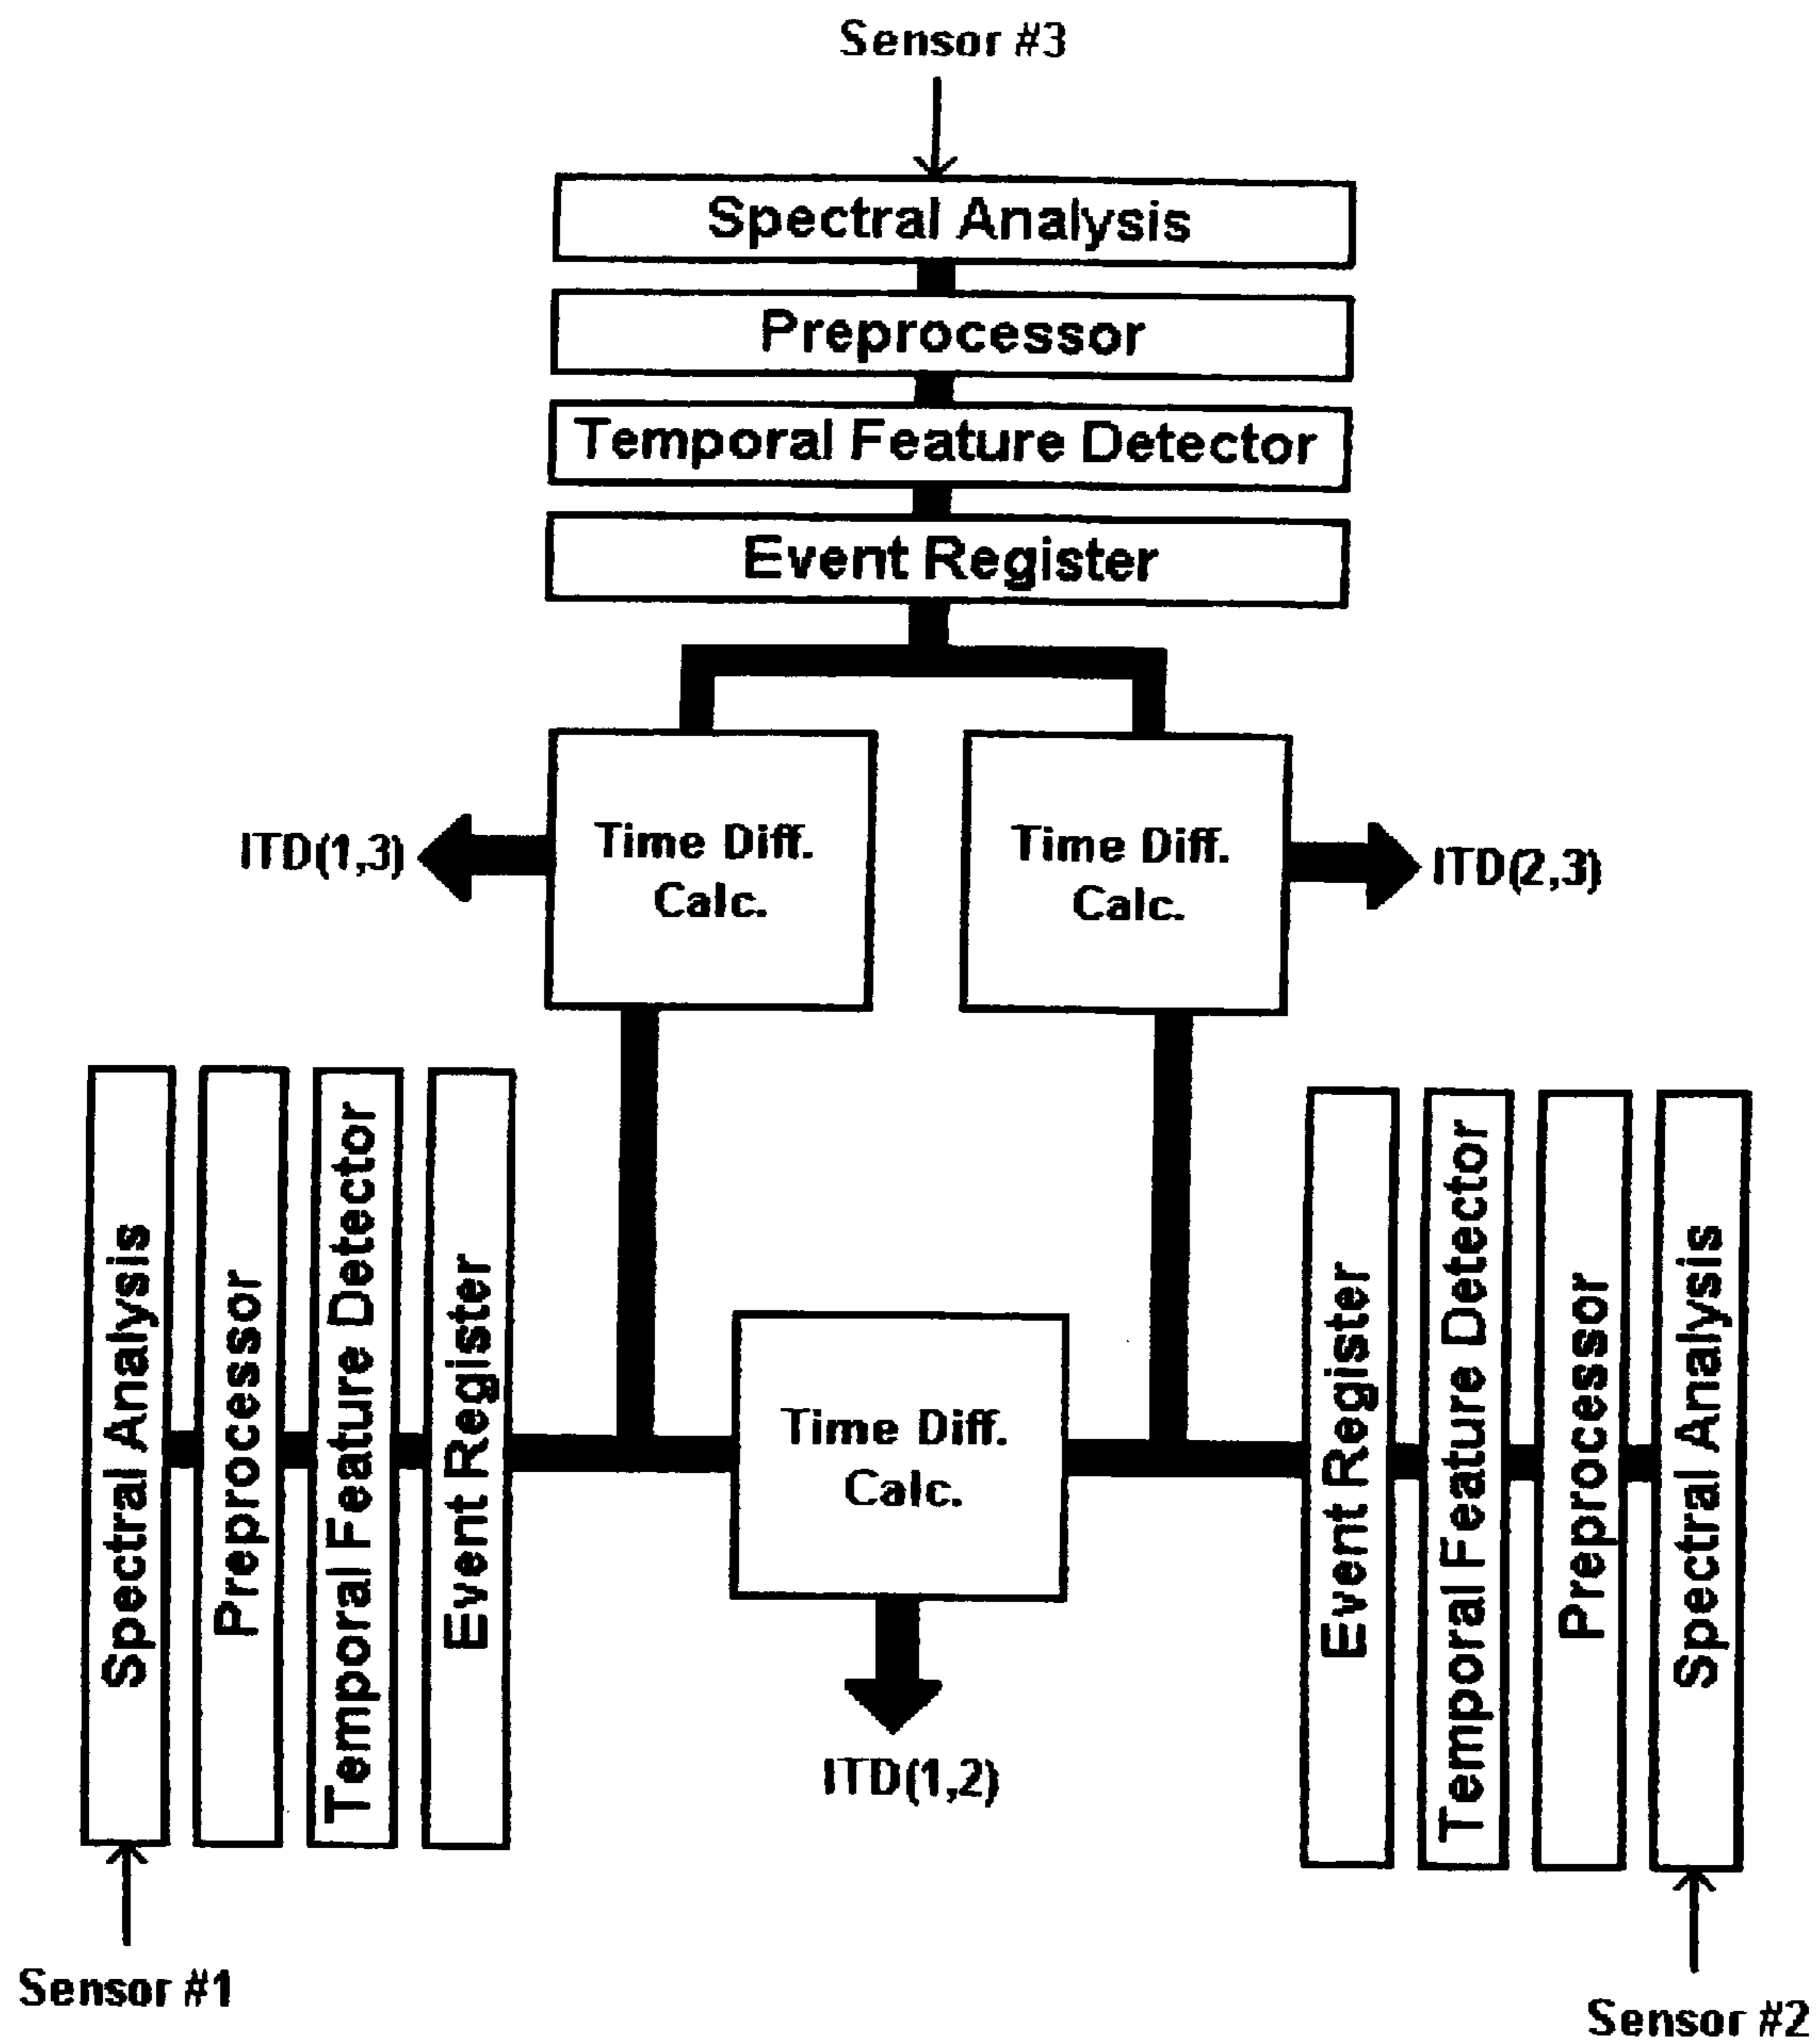 Sensor #3
Spectral Analysis
Preprocessor
Temporal Feature Detector
Event Register
ITD(1,3)
Time Diff.
Calc.
Time Diff.
Calc.
ITD(2,3)
Spectral Analysis
Preprocessor
Temporal Feature Detector
Event Register
Time Diff.
Calc.
Event Register
Temporal Feature Detector
Preprocessor
Spectral Analysis
ITD(1,2)
Sensor #1
Sensor #2